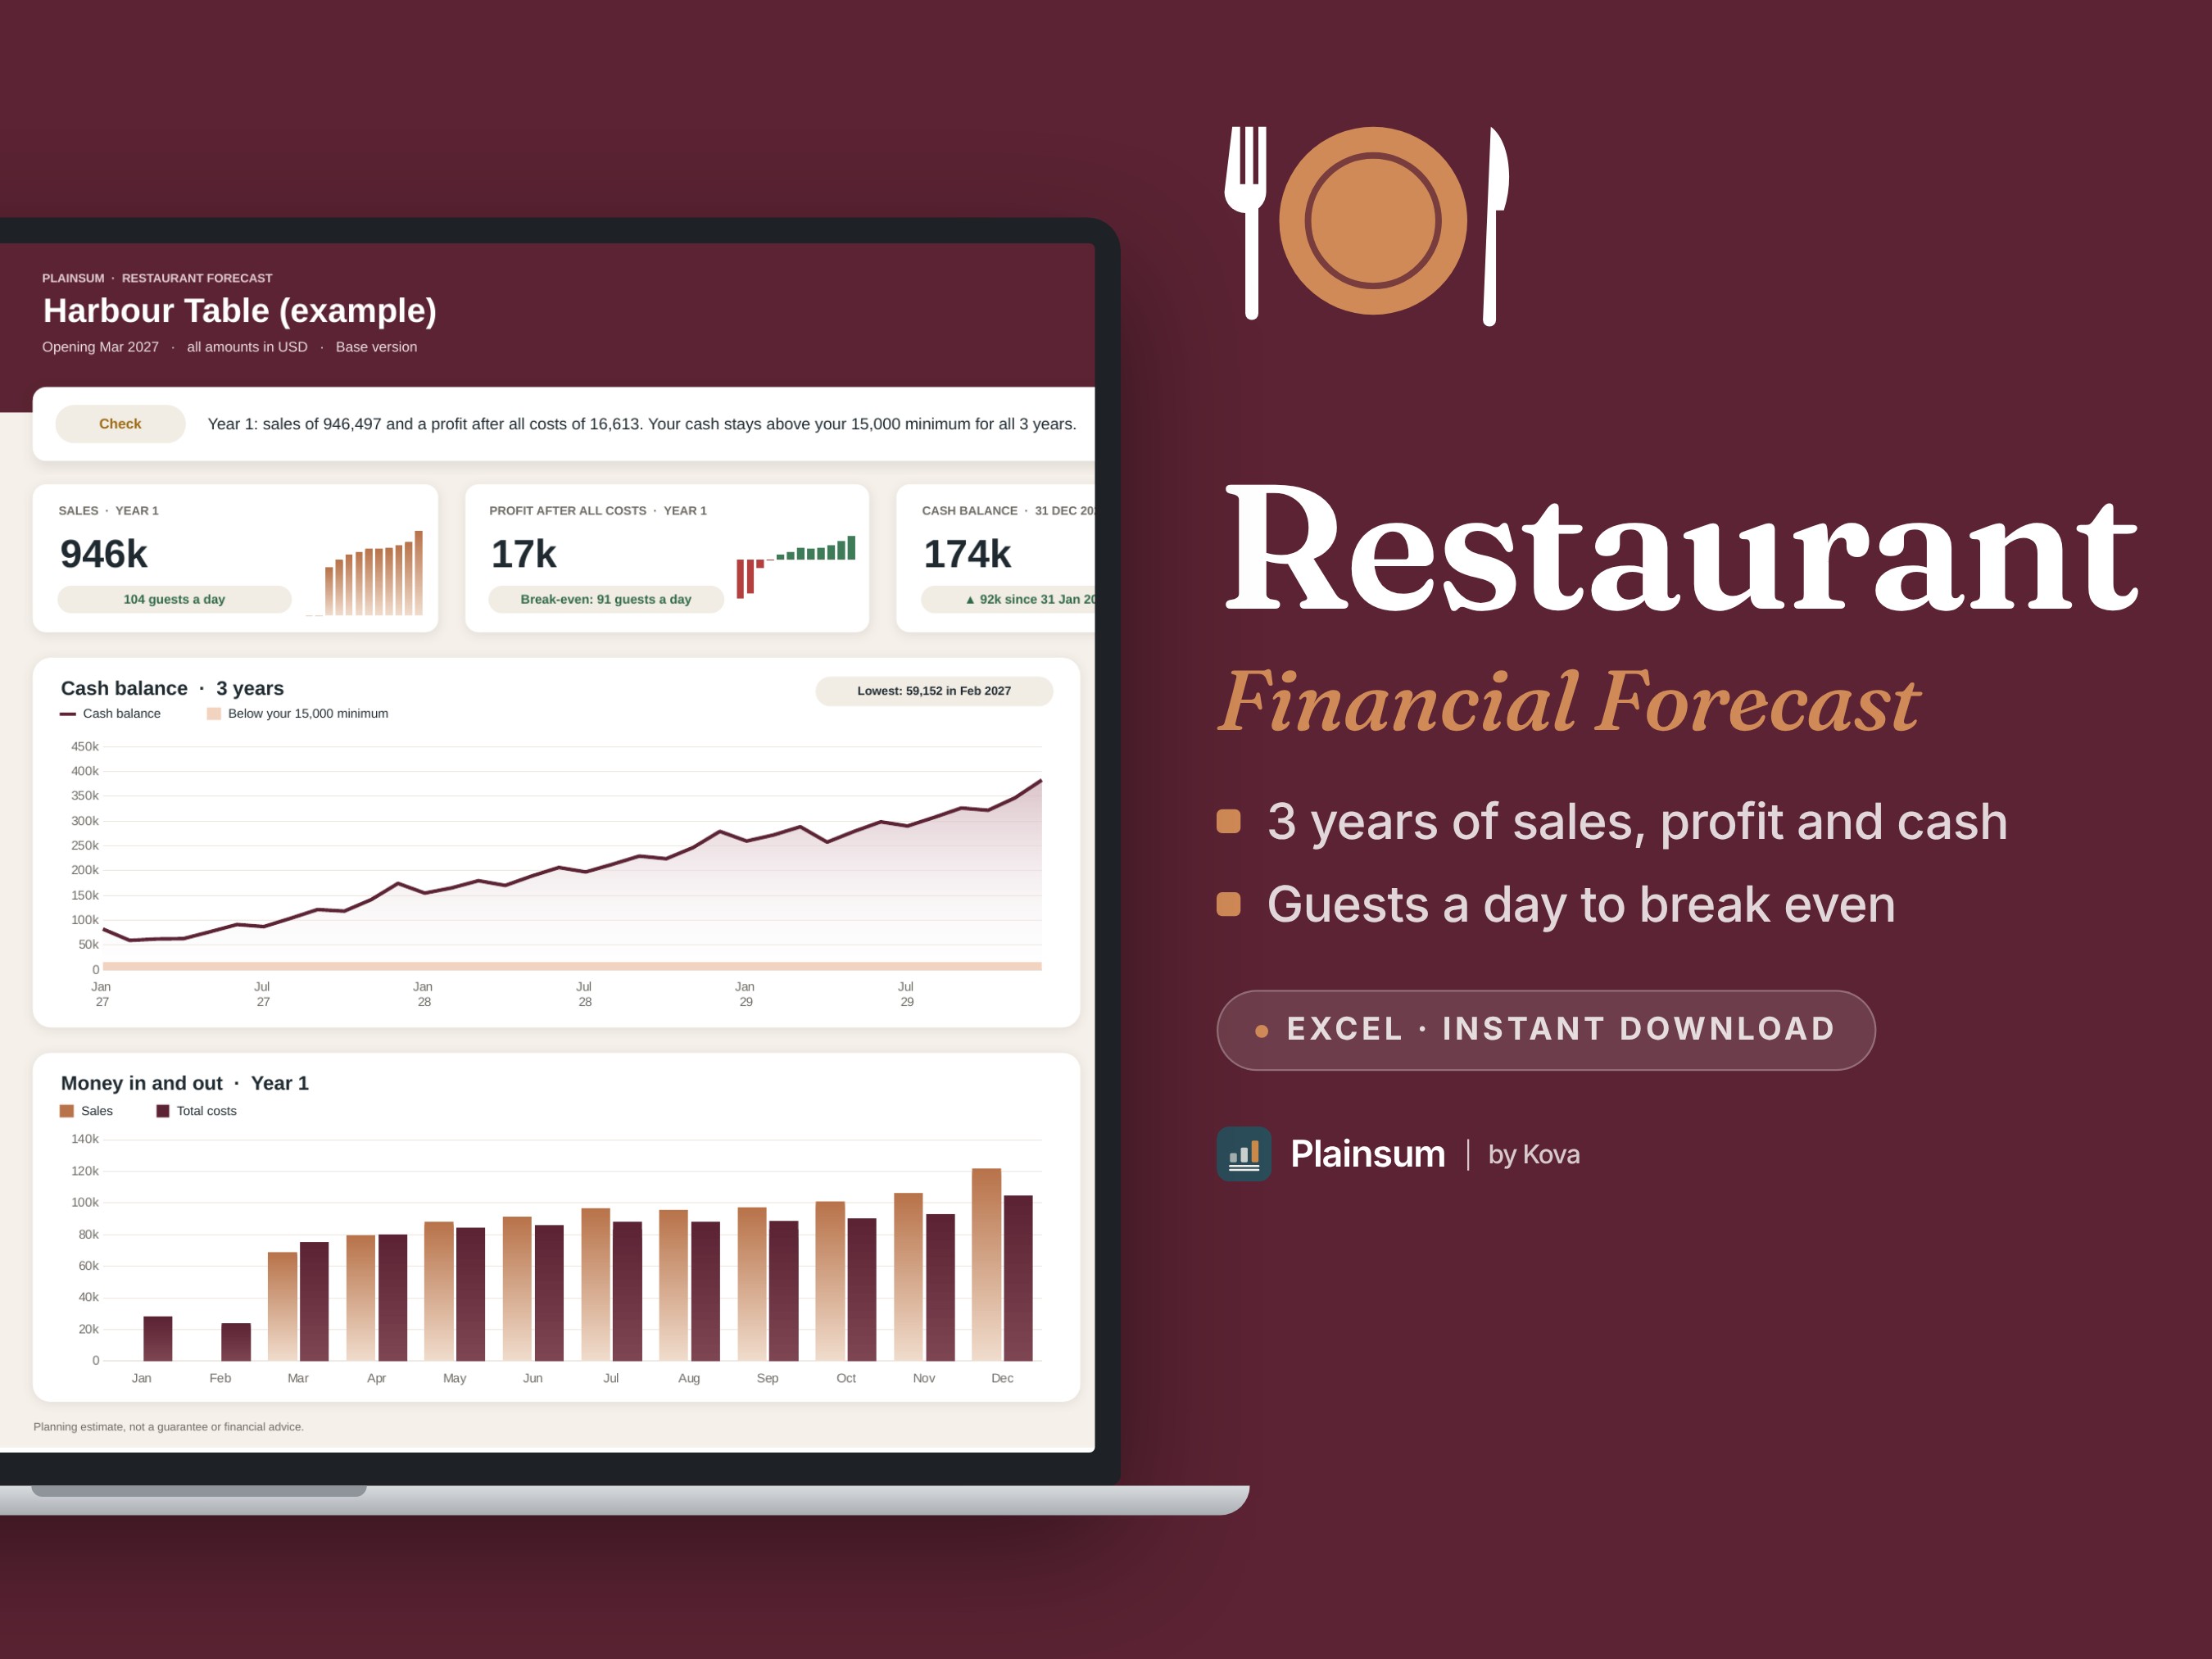 PLAINSUM · RESTAURANT FORECAST
Harbour Table (example)
Opening Mar 2027 · all amounts in USD · Base version
Check
Year 1: sales of 946,497 and a profit after all costs of 16,613. Your cash stays above your 15,000 minimum for all 3 years.
SALES · YEAR 1
946k
104 guests a day
PROFIT AFTER ALL COSTS · YEAR 1
17k
Break-even: 91 guests a day
CASH BALANCE · 31 DEC
174k
▲ 92k since 31 Jan
Cash balance · 3 years
Lowest: 59,152 in Feb 2027
Cash balance
Below your 15,000 minimum
450k
400k
350k
300k
250k
200k
150k
100k
50k
0
Jan 27
Jul 27
Jan 28
Jul 28
Jan 29
Jul 29
Money in and out · Year 1
Sales
Total costs
140k
120k
100k
80k
60k
40k
20k
0
Jan Feb Mar Apr May Jun Jul Aug Sep Oct Nov Dec
Planning estimate, not a guarantee or financial advice.
Restaurant
Financial Forecast
3 years of sales, profit and cash
Guests a day to break even
EXCEL · INSTANT DOWNLOAD
Plainsum | by Kova